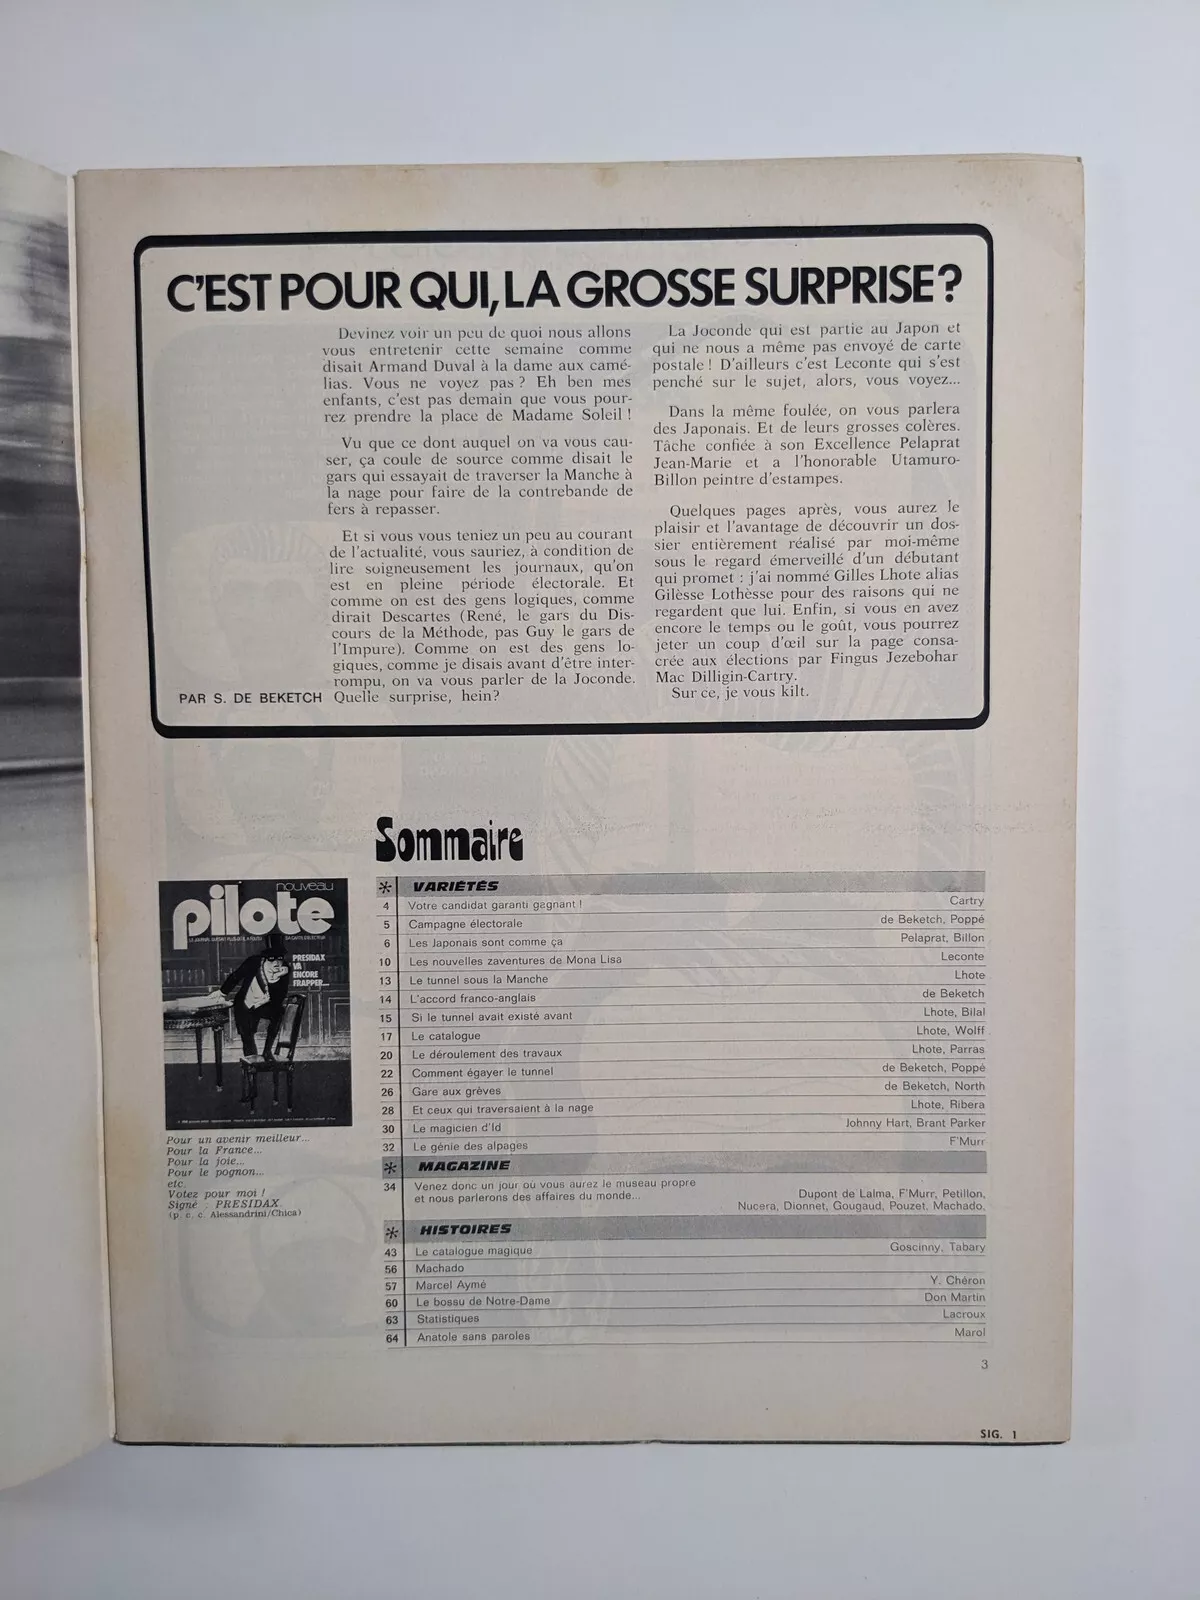 C'EST POUR QUI, LA GROSSE SURPRISE?
Devinez voir un peu de quoi nous allons
vous entretenir cette semaine comme
disait Armand Duval à la dame aux camé-
lias. Vous ne voyez pas ? Eh ben mes
enfants, c'est pas demain que vous pour-
rez prendre la place de Madame Soleil !
Vu que ce dont auquel on va vous cau-
ser, ça coule de source comme disait le
gars qui essayait de traverser la Manche à
la nage pour faire de la contrebande de
fers à repasser.
Et si vous vous teniez un peu au courant
de l'actualité, vous sauriez, à condition de
lire soigneusement les journaux, qu'on
est en pleine période électorale. Et
comme on est des gens logiques, comme
dirait Descartes (René, le gars du Dis-
cours de la Méthode, pas Guy le gars de
l'Impure). Comme on est des gens lo-
giques, comme je disais avant d'être inter-
rompu, on va vous parler de la Joconde.
Quelle surprise, hein?
PAR S. DE BEKETCH
La Joconde qui est partie au Japon et
qui ne nous a même pas envoyé de carte
postale ! D'ailleurs c'est Leconte qui s'est
penché sur le sujet, alors, vous voyez...
Dans la même foulée, on vous parlera
des Japonais. Et de leurs grosses colères.
Tâche confiée à son Excellence Pelaprat
Jean-Marie et a l'honorable Utamuro-
Billon peintre d'estampes.
Quelques pages après, vous aurez le
plaisir et l'avantage de découvrir un dos-
sier entièrement réalisé par moi-même
sous le regard émerveillé d'un débutant
qui promet : j'ai nommé Gilles Lhote alias
Gilèsse Lothèsse pour des raisons qui ne
regardent que lui. Enfin, si vous en avez
encore le temps ou le goût, vous pourrez
jeter un coup d'œil sur la page consa-
crée aux élections par Fingus Jezebohar
Mac Dilligin-Cartry.
Sur ce, je vous kilt.
Sommaire
nouveau
pilote
PRESIDAX
VA
ENCORE
FRAPPER...
Pour un avenir meilleur...
Pour la France...
Pour la joie...
Pour le pognon...
etc.
Votez pour moi !
Signé : PRESIDAX
(p. c. c. Alessandrini/Chica)
* VARIÉTÉS
4 Votre candidat garanti gagnant ! Cartry
5 Campagne électorale de Beketch, Poppé
6 Les Japonais sont comme ça Pelaprat, Billon
10 Les nouvelles zaventures de Mona Lisa Leconte
13 Le tunnel sous la Manche Lhote
14 L'accord franco-anglais de Beketch
15 Si le tunnel avait existé avant Lhote, Bilal
17 Le catalogue Lhote, Wolff
20 Le déroulement des travaux Lhote, Parras
22 Comment égayer le tunnel de Beketch, Poppé
26 Gare aux grèves de Beketch, North
28 Et ceux qui traversaient à la nage Lhote, Ribera
30 Le magicien d'Id Johnny Hart, Brant Parker
32 Le génie des alpages F'Murr
* MAGAZINE
34 Venez donc un jour où vous aurez le museau propre
et nous parlerons des affaires du monde...
Dupont de Lalma, F'Murr, Petillon,
Nucera, Dionnet, Gougaud, Pouzet, Machado.
* HISTOIRES
43 Le catalogue magique Goscinny, Tabary
56 Machado
57 Marcel Aymé Y. Chéron
60 Le bossu de Notre-Dame Don Martin
63 Statistiques Lacroux
64 Anatole sans paroles Marol
3
SIG. 1